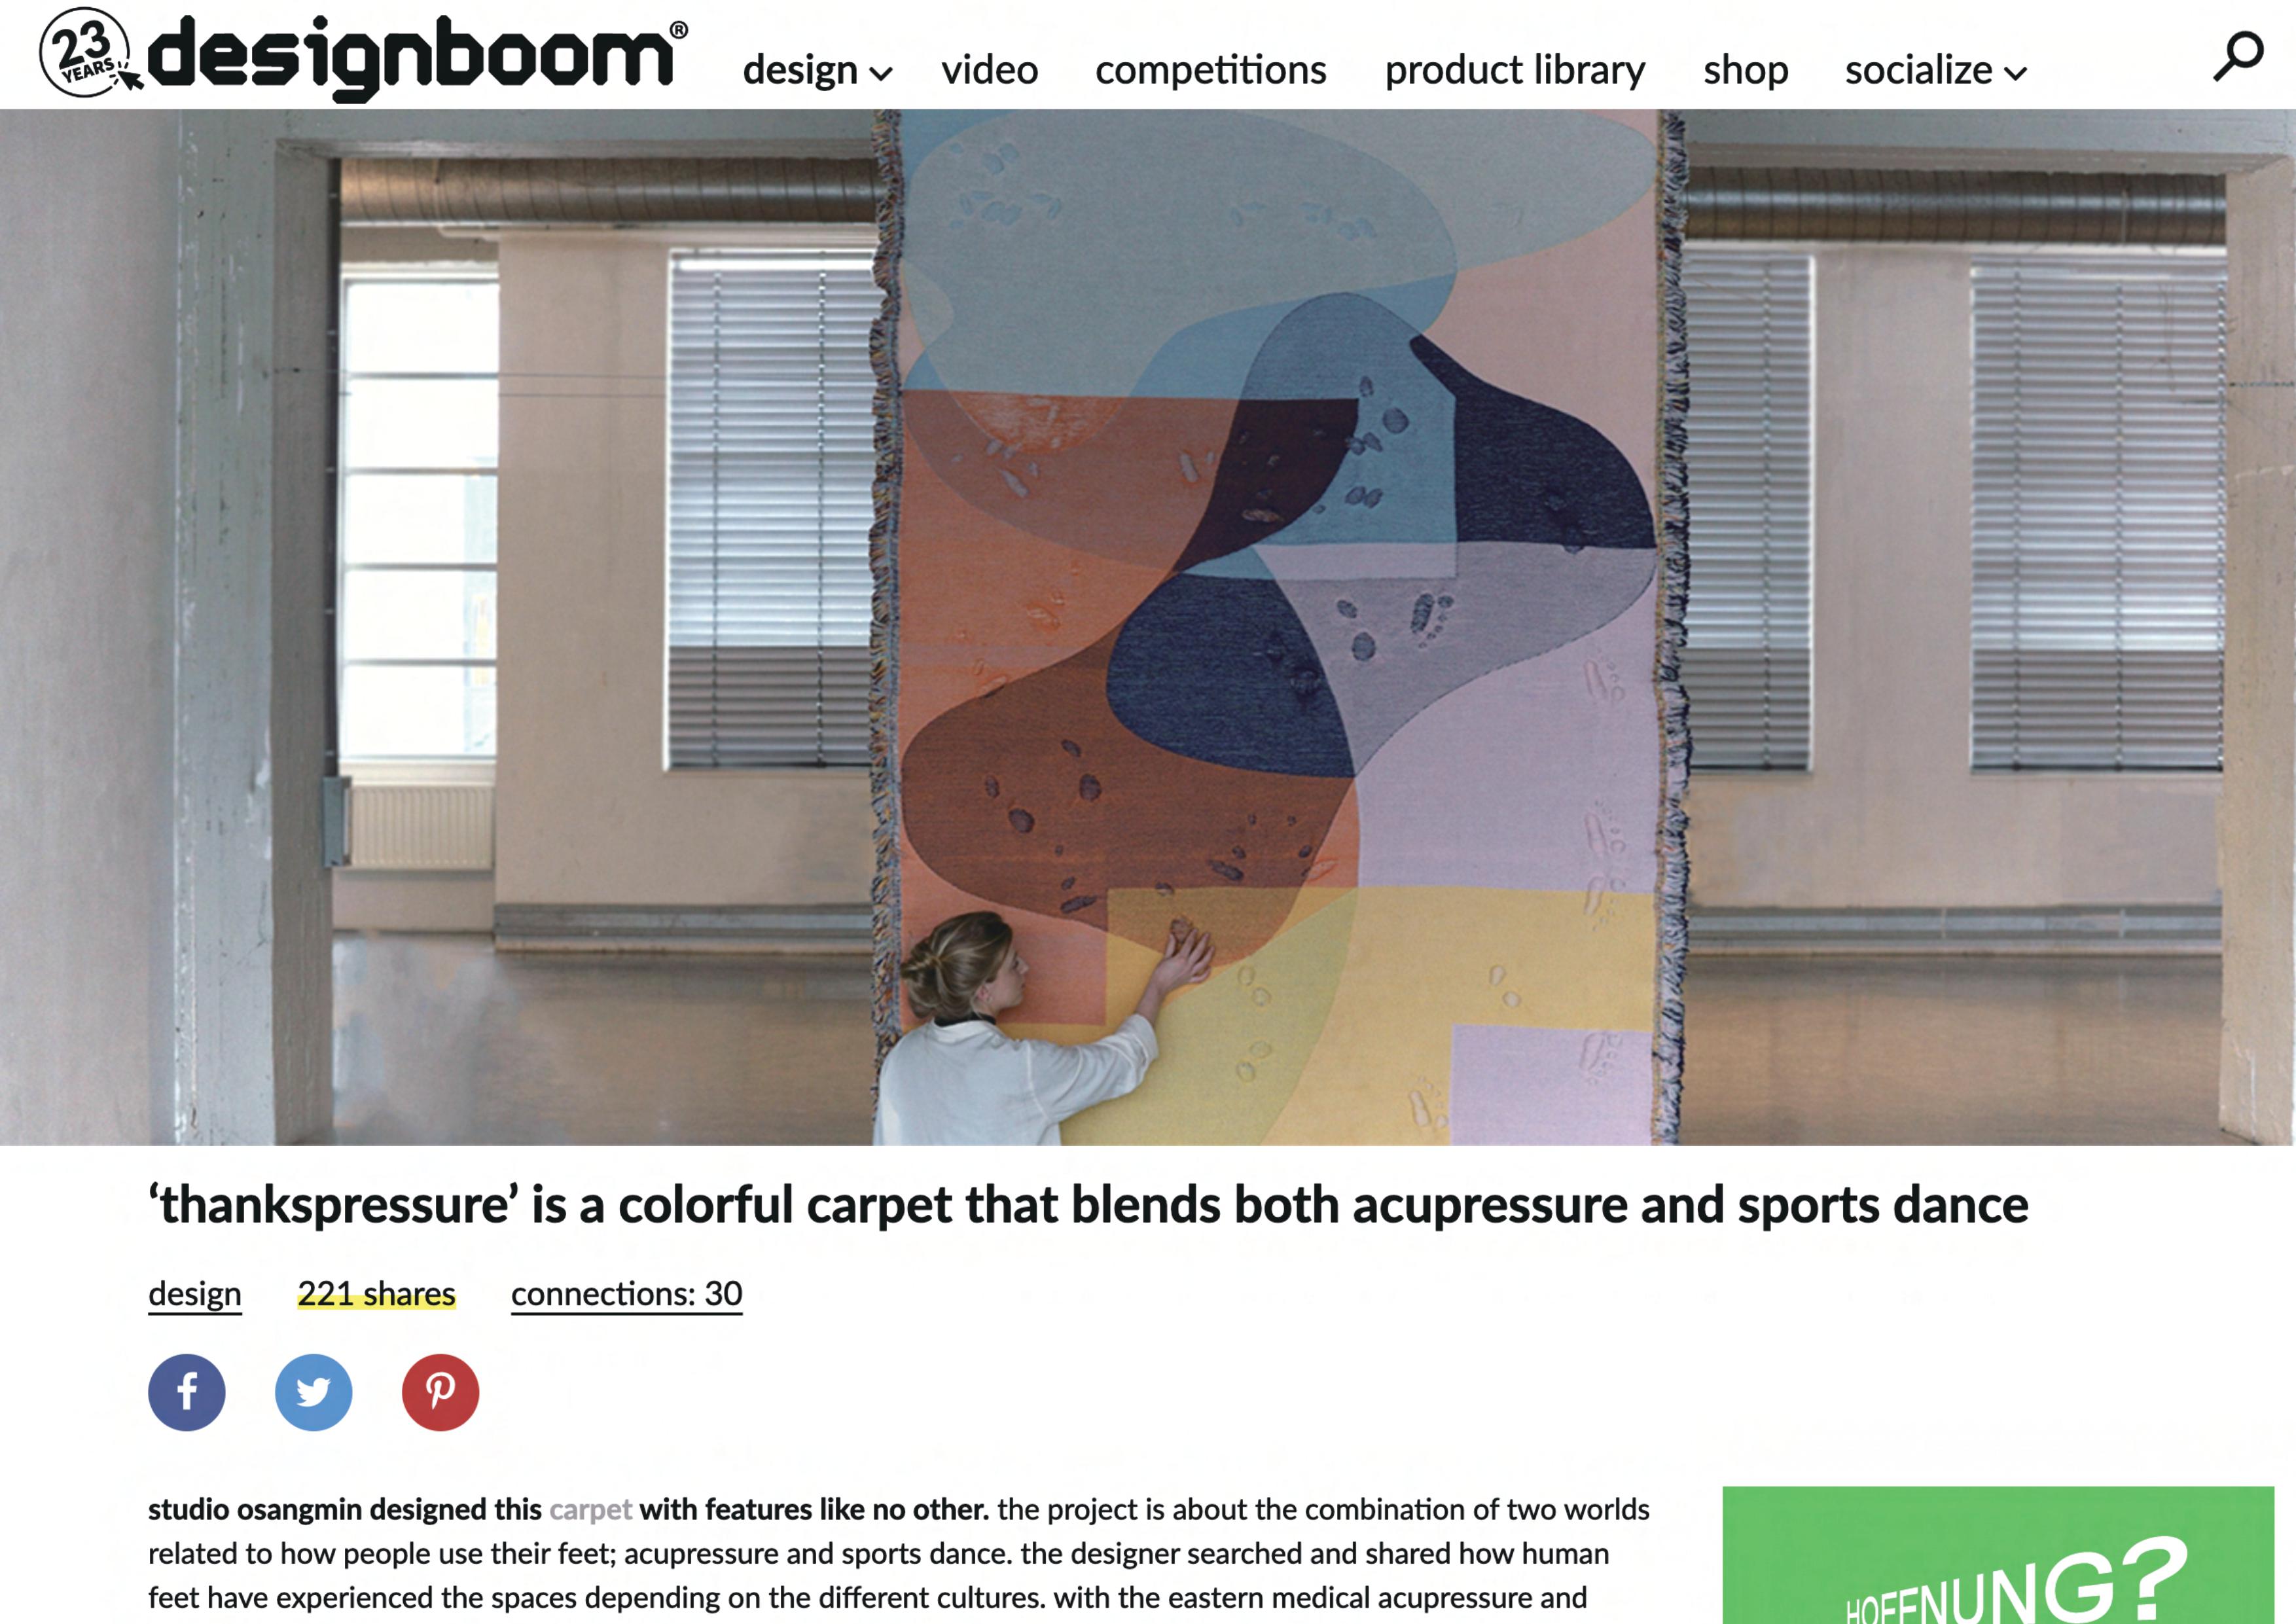 23 YEARS designboom®
design video competitions product library shop socialize
‘thankspressure’ is a colorful carpet that blends both acupressure and sports dance
design 221 shares connections: 30
studio osangmin designed this carpet with features like no other. the project is about the combination of two worlds
related to how people use their feet; acupressure and sports dance. the designer searched and shared how human
feet have experienced the spaces depending on the different cultures. with the eastern medical acupressure and
HOFFNUNG?